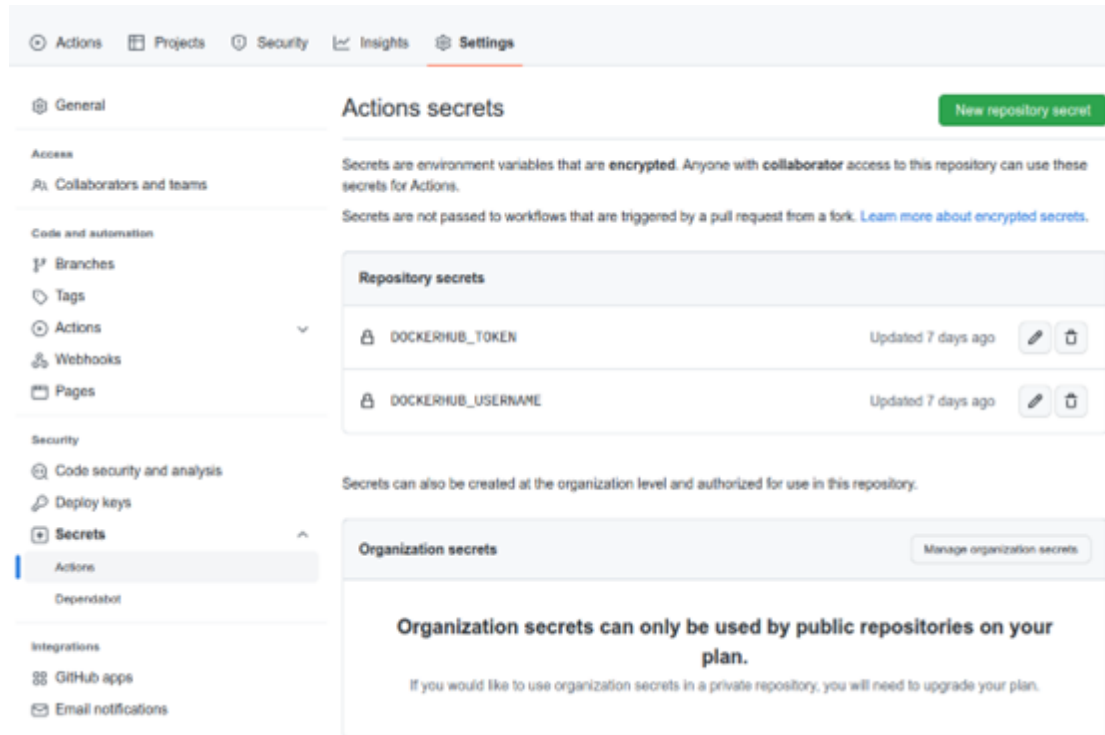 Actions Projects Security Insights Settings
General
Access
Collaborators and teams
Code and automation
Branches
Tags
Actions
Webhooks
Pages
Security
Code security and analysis
Deploy keys
Secrets
Actions
Dependabot
Integrations
GitHub apps
Email notifications
Actions secrets
New repository secret
Secrets are environment variables that are encrypted. Anyone with collaborator access to this repository can use these
secrets for Actions.
Secrets are not passed to workflows that are triggered by a pull request from a fork. Learn more about encrypted secrets.
Repository secrets
DOCKERHUB_TOKEN Updated 7 days ago
DOCKERHUB_USERNAME Updated 7 days ago
Secrets can also be created at the organization level and authorized for use in this repository.
Organization secrets Manage organization secrets
Organization secrets can only be used by public repositories on your
plan.
If you would like to use organization secrets in a private repository, you will need to upgrade your plan.